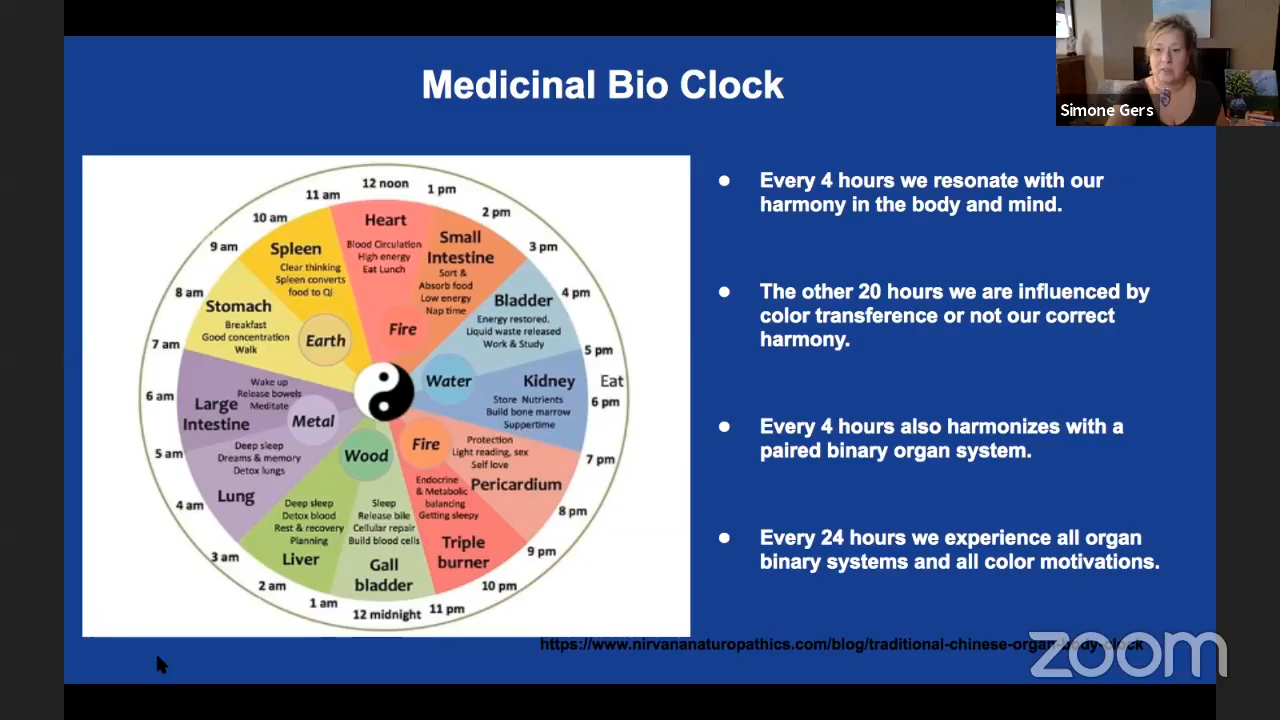 Medicinal Bio Clock
Simone Gers
12 noon
1 pm
2 pm
3 pm
4 pm
5 pm
Eat
6 pm
7 pm
8 pm
9 pm
10 pm
11 pm
12 midnight
1 am
2 am
3 am
4 am
5 am
6 am
7 am
8 am
9 am
10 am
11 am
Heart
Blood Circulation
High energy
Eat Lunch
Small
Intestine
Sort &
Absorb food
Low energy
Nap time
Fire
Bladder
Energy restored.
Liquid waste released
Work & Study
Water
Kidney
Store Nutrients
Build bone marrow
Suppertime
Fire
Protection
Light reading, sex
Self love
Pericardium
Endocrine
& Metabolic
balancing
Getting sleepy
Triple
burner
Sleep
Release bile
Cellular repair
Build blood cells
Gall
bladder
Wood
Deep sleep
Detox blood
Rest & recovery
Planning
Liver
Deep sleep
Dreams & memory
Detox lungs
Lung
Metal
Wake up
Release bowels
Meditate
Large
Intestine
Stomach
Breakfast
Good concentration
Walk
Earth
Spleen
Clear thinking
Spleen converts
food to Qi
Every 4 hours we resonate with our
harmony in the body and mind.
The other 20 hours we are influenced by
color transference or not our correct
harmony.
Every 4 hours also harmonizes with a
paired binary organ system.
Every 24 hours we experience all organ
binary systems and all color motivations.
https://www.nirvananaturopathics.com/blog/traditional-chinese-organ-body-clock
zoom